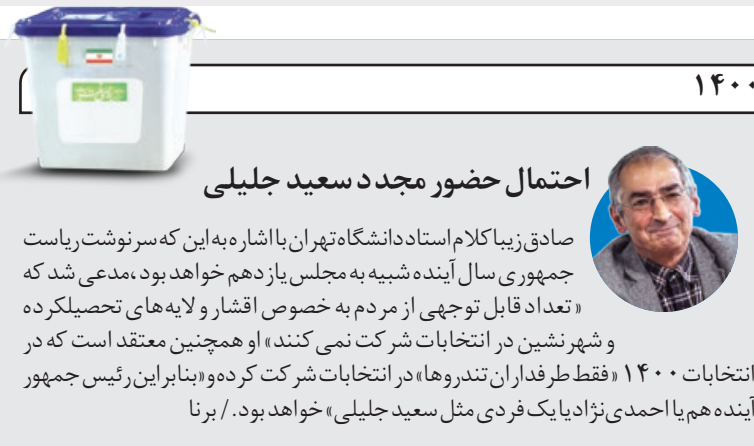 ۱۴۰۰
احتمال حضور مجدد سعید جلیلی
صادق زیباکلام استاد دانشگاه تهران با اشاره به این که سرنوشت ریاست
جمهوری سال آینده شبیه به مجلس یازدهم خواهد بود، مدعی شد که
«تعداد قابل توجهی از مردم به خصوص اقشار و لایه های تحصیلکرده
و شهرنشین در انتخابات شرکت نمی کنند» او همچنین معتقد است که در
انتخابات ۱۴۰۰ «فقط طرفداران تندروها» در انتخابات شرکت کرده و «بنابراین رئیس جمهور
آینده هم یا احمدی نژاد یا یک فردی مثل سعید جلیلی» خواهد بود. / برنا